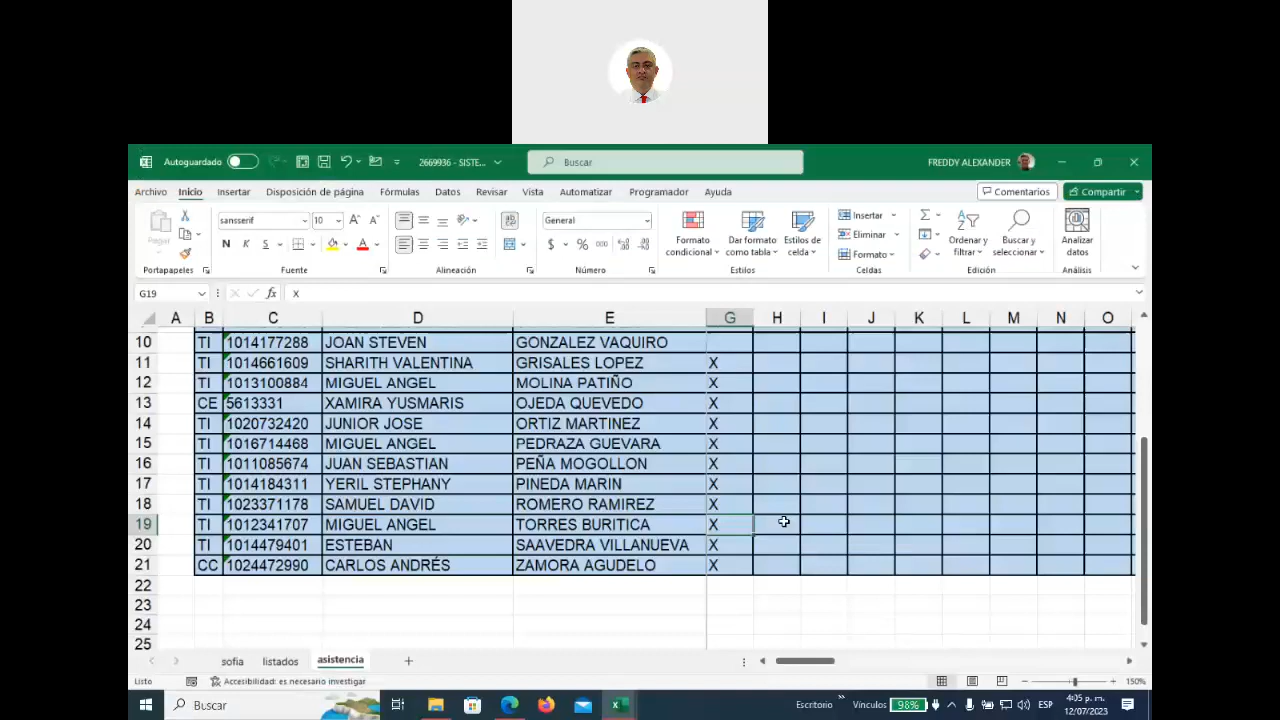 Autoguardado 2669936 - SISTE... Buscar FREDDY ALEXANDER
Archivo Inicio Insertar Disposición de página Fórmulas Datos Revisar Vista Automatizar Programador Ayuda Comentarios Compartir
Pegar sansserif 10 General Formato condicional Dar formato como tabla Estilos de celda Insertar Eliminar Formato Ordenar y filtrar Buscar y seleccionar Analizar datos
N K S A A $ % 000
Portapapeles Fuente Alineación Número Estilos Celdas Edición Análisis
G19 fx X
A B C D E G H I J K L M N O
10 TI 1014177288 JOAN STEVEN GONZALEZ VAQUIRO
11 TI 1014661609 SHARITH VALENTINA GRISALES LOPEZ X
12 TI 1013100884 MIGUEL ANGEL MOLINA PATIÑO X
13 CE 5613331 XAMIRA YUSMARIS OJEDA QUEVEDO X
14 TI 1020732420 JUNIOR JOSE ORTIZ MARTINEZ X
15 TI 1016714468 MIGUEL ANGEL PEDRAZA GUEVARA X
16 TI 1011085674 JUAN SEBASTIAN PEÑA MOGOLLON X
17 TI 1014184311 YERIL STEPHANY PINEDA MARIN X
18 TI 1023371178 SAMUEL DAVID ROMERO RAMIREZ X
19 TI 1012341707 MIGUEL ANGEL TORRES BURITICA X
20 TI 1014479401 ESTEBAN SAAVEDRA VILLANUEVA X
21 CC 1024472990 CARLOS ANDRÉS ZAMORA AGUDELO X
22
23
24
25
sofia listados asistencia
Listo Accesibilidad: es necesario investigar 150%
Buscar Escritorio Vínculos 98% ESP 4:05 p. m.
12/07/2023